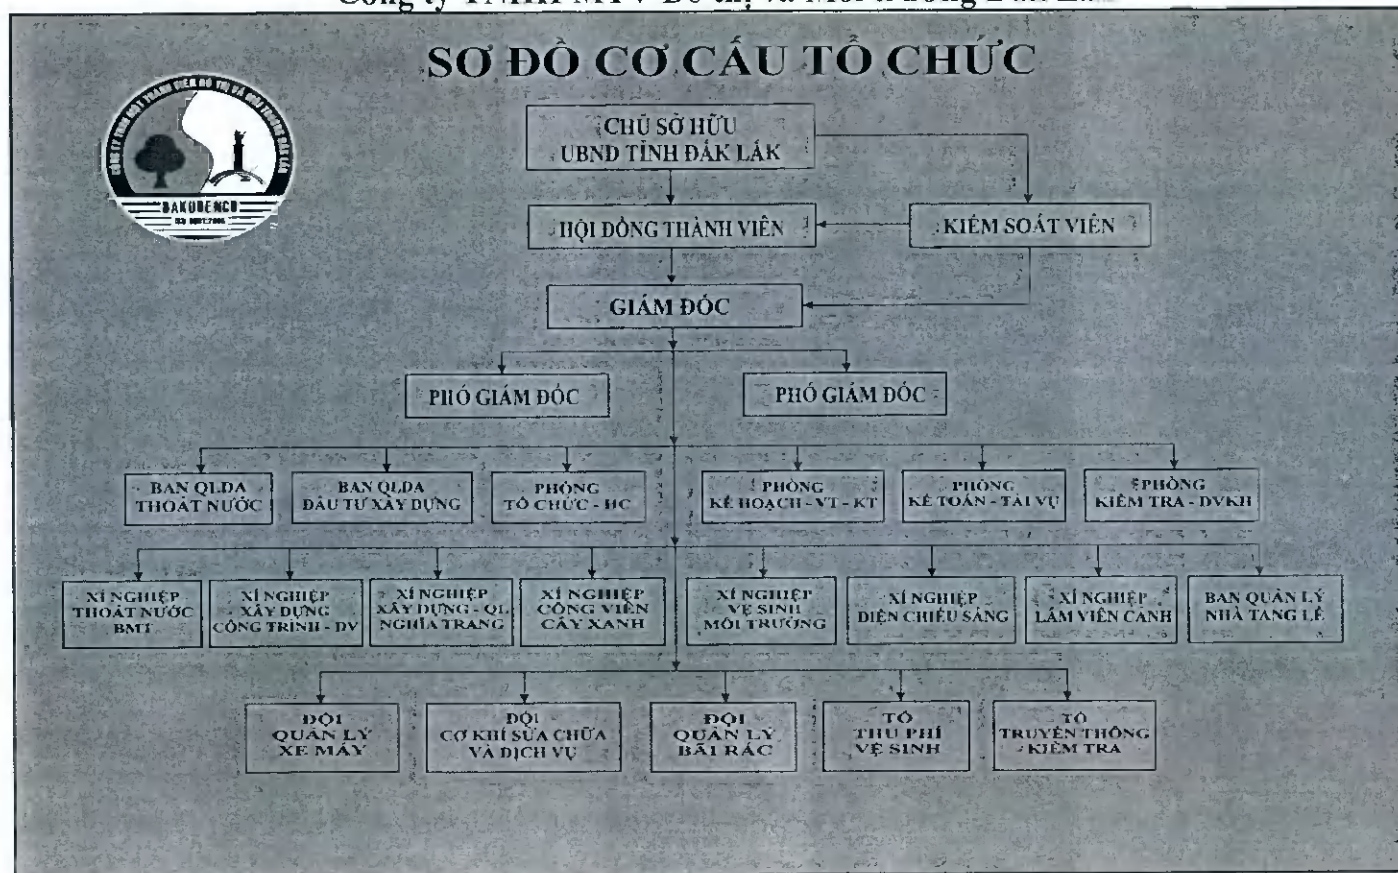 SƠ ĐỒ CƠ CẤU TỔ CHỨC
CHỦ SỞ HỮU
UBND TỈNH ĐẮK LẮK
HỘI ĐỒNG THÀNH VIÊN
KIỂM SOÁT VIÊN
GIÁM ĐỐC
PHÓ GIÁM ĐỐC
PHÓ GIÁM ĐỐC
BAN QLDA
THOÁT NƯỚC
BAN QLDA
ĐẦU TƯ XÂY DỰNG
PHÒNG
TỔ CHỨC - HC
PHÒNG
KẾ HOẠCH - VT - KT
PHÒNG
KẾ TOÁN - TÀI VỤ
PHÒNG
KIỂM TRA - DVKH
XÍ NGHIỆP
THOÁT NƯỚC
BMT
XÍ NGHIỆP
XÂY DỰNG
CÔNG TRÌNH - DV
XÍ NGHIỆP
XÂY DỰNG - QL
NGHĨA TRANG
XÍ NGHIỆP
CÔNG VIÊN
CÂY XANH
XÍ NGHIỆP
VỆ SINH
MÔI TRƯỜNG
XÍ NGHIỆP
ĐIỆN CHIẾU SÁNG
XÍ NGHIỆP
LÂM VIÊN CẢNH
BAN QUẢN LÝ
NHÀ TANG LỄ
ĐỘI
QUẢN LÝ
XE MÁY
ĐỘI
CƠ KHÍ SỬA CHỮA
VÀ DỊCH VỤ
ĐỘI
QUẢN LÝ
BÃI RÁC
TỔ
THU PHÍ
VỆ SINH
TỔ
TRUYỀN THÔNG
KIỂM TRA